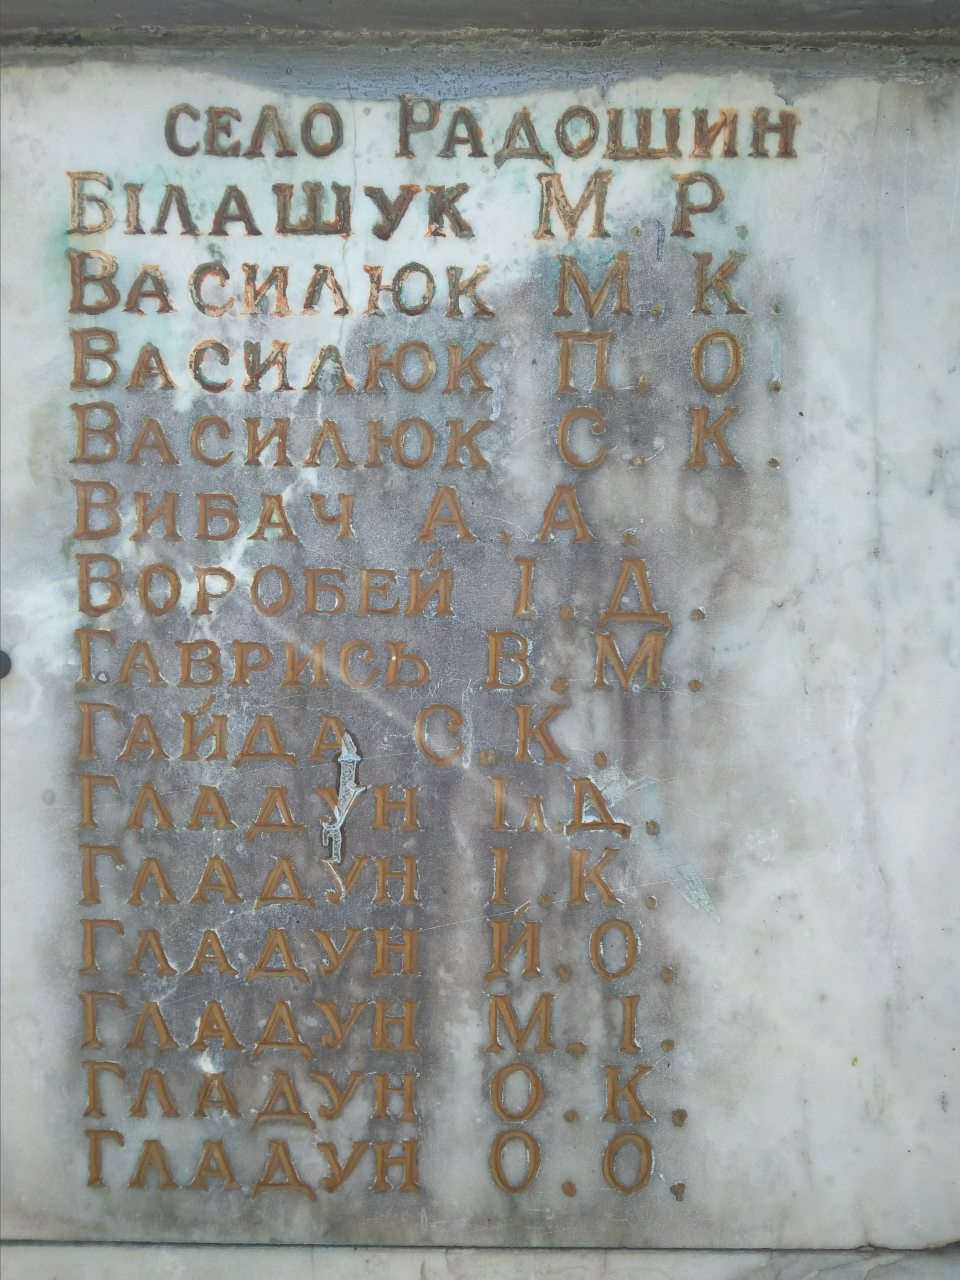 село Радошин
Білашук М.Р.
Василюк М.К.
Василюк П.О.
Василюк С.К.
Вибач А.А.
Воробей І.Д.
Гаврись В.М.
Гайда С.К.
Гладун І.Д.
Гладун І.К.
Гладун Й.О.
Гладун М.І.
Гладун О.К.
Гладун О.О.